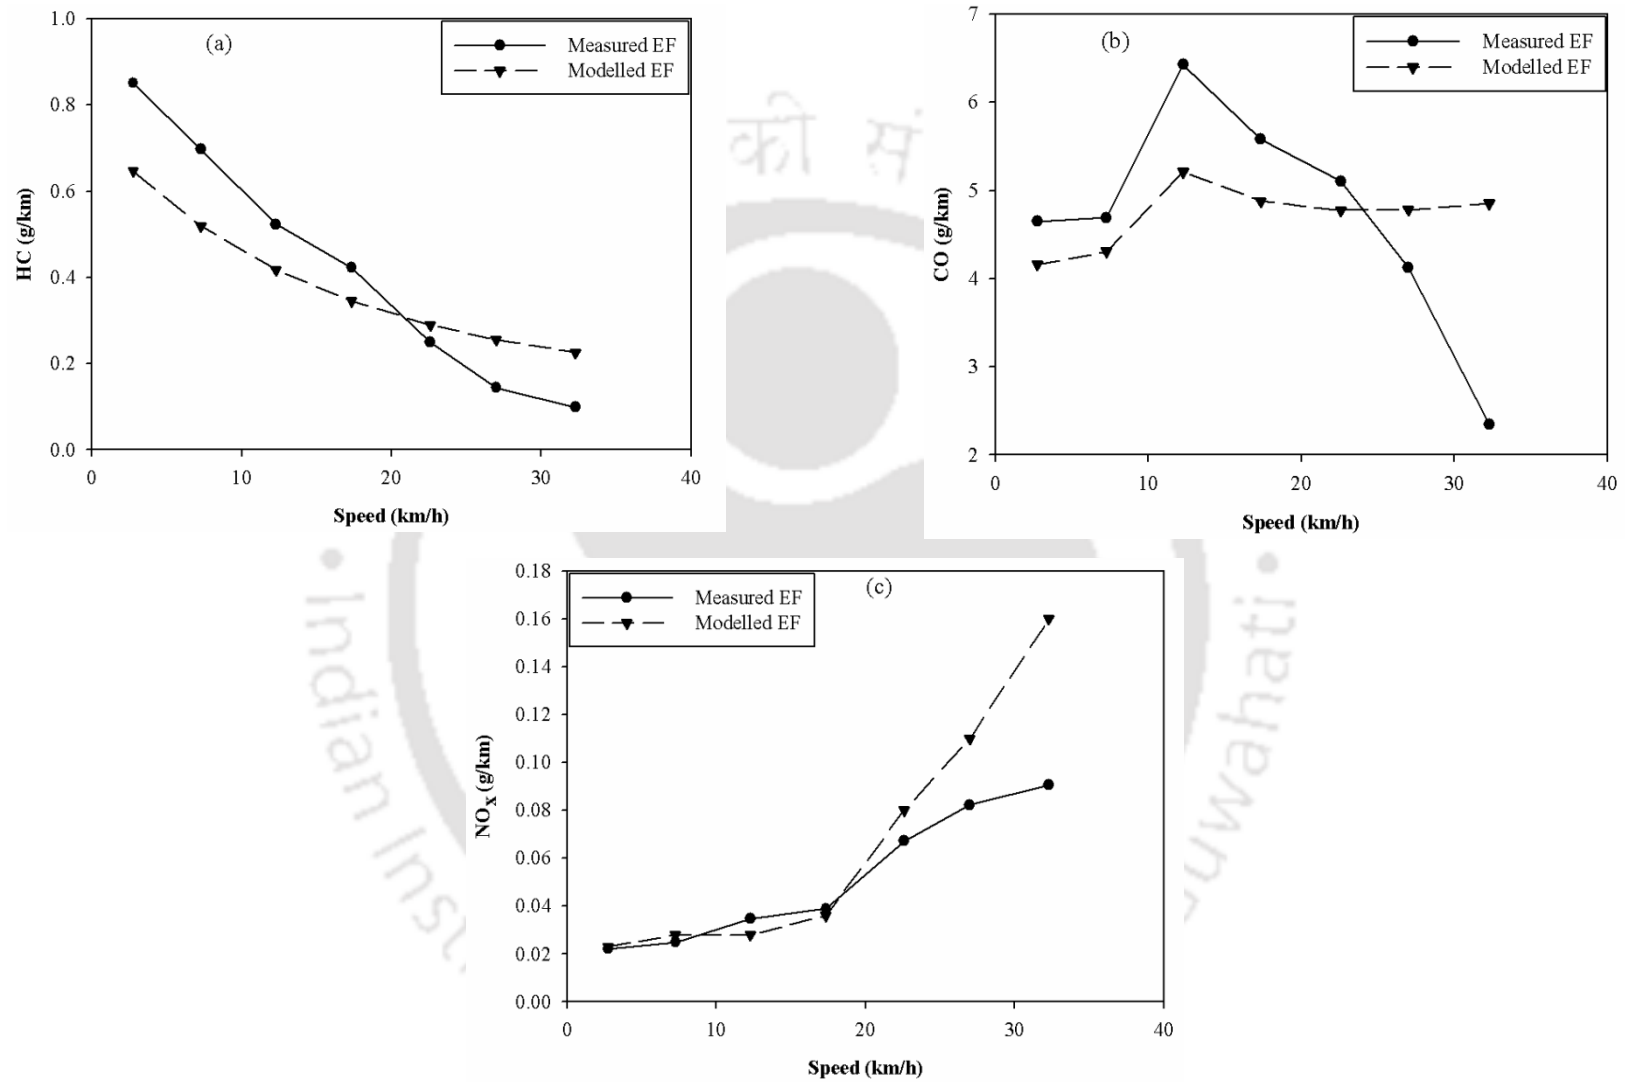 (a)
Measured EF
Modelled EF
1.0
0.8
0.6
0.4
0.2
0.0
HC (g/km)
0 10 20 30 40
Speed (km/h)
(b)
Measured EF
Modelled EF
7
6
5
4
3
2
CO (g/km)
0 10 20 30 40
Speed (km/h)
कि सं
(c)
Measured EF
Modelled EF
0.18
0.16
0.14
0.12
0.10
0.08
0.06
0.04
0.02
0.00
NOx (g/km)
0 10 20 30 40
Speed (km/h)
Indian Inst
uwahati